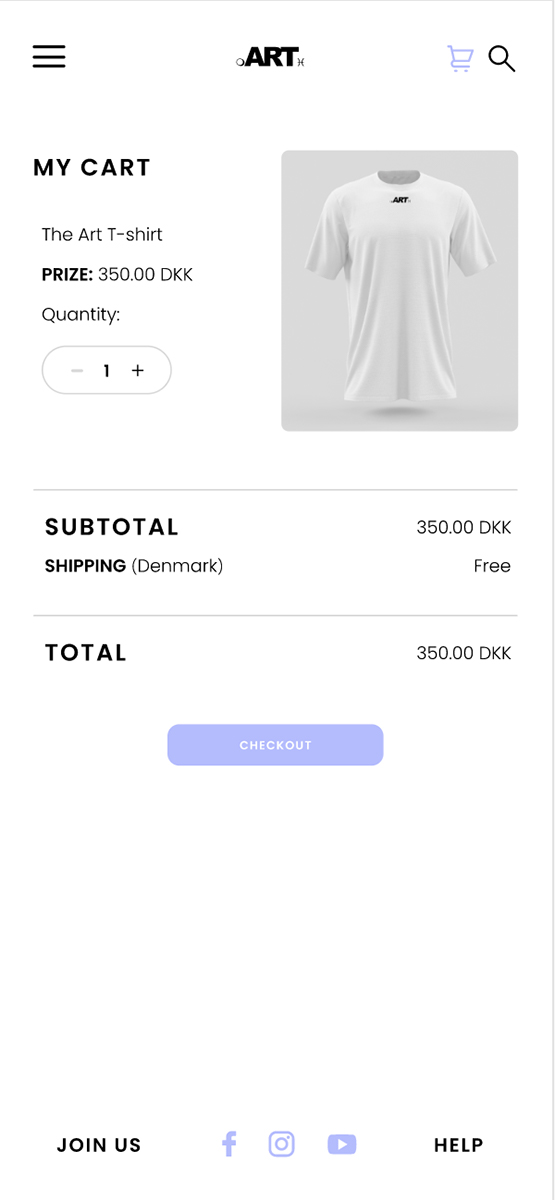 ART
MY CART
The Art T-shirt
PRIZE: 350.00 DKK
Quantity:
1
ART
SUBTOTAL 350.00 DKK
SHIPPING (Denmark) Free
TOTAL 350.00 DKK
CHECKOUT
JOIN US HELP